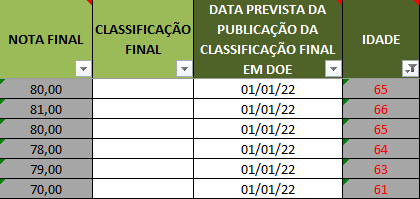 NOTA FINAL CLASSIFICAÇÃO FINAL DATA PREVISTA DA PUBLICAÇÃO DA CLASSIFICAÇÃO FINAL EM DOE IDADE
80,00 01/01/22 65
81,00 01/01/22 66
80,00 01/01/22 65
78,00 01/01/22 64
79,00 01/01/22 63
70,00 01/01/22 61